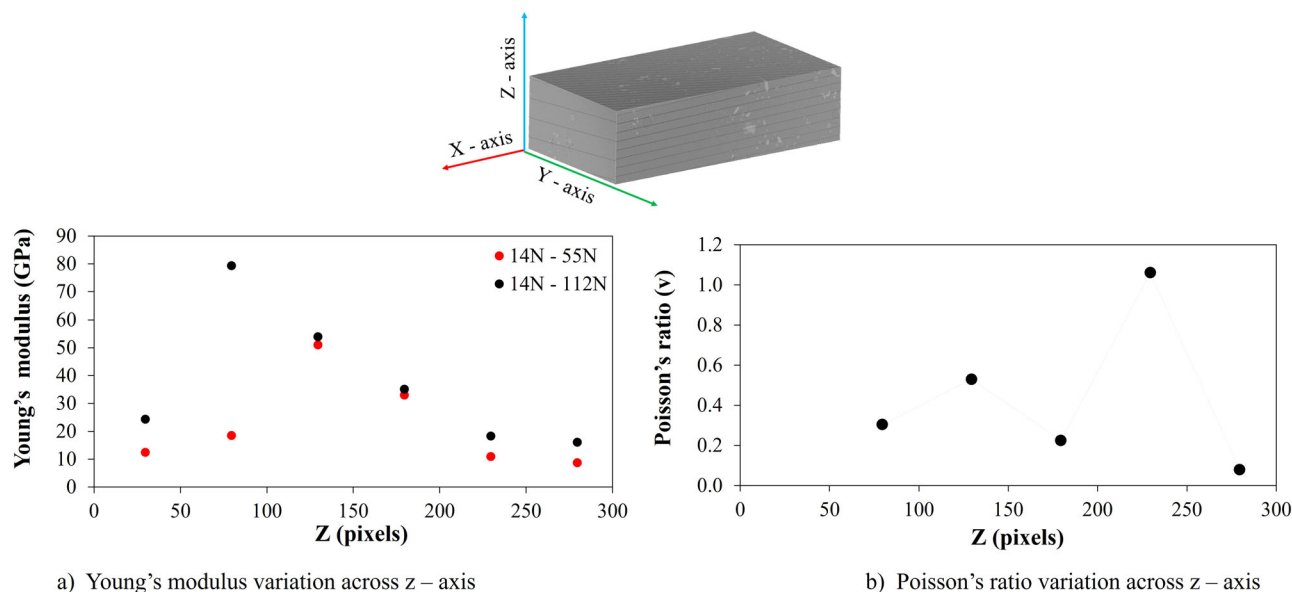 Z - axis
X - axis
Y - axis
Young's modulus (GPa)
90
80
70
60
50
40
30
20
10
0
14N - 55N
14N - 112N
0 50 100 150 200 250 300
Z (pixels)
a) Young's modulus variation across z – axis
Poisson's ratio (v)
1.2
1.0
0.8
0.6
0.4
0.2
0.0
0 50 100 150 200 250 300
Z (pixels)
b) Poisson's ratio variation across z – axis